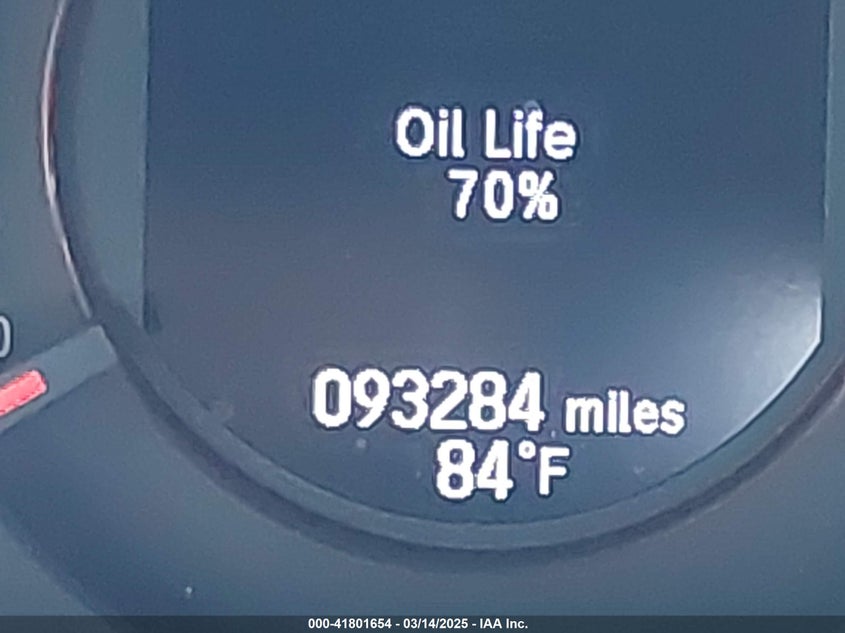 Oil Life
70%
093284 miles
84°F
000-41801654 - 03/14/2025 - IAA Inc.